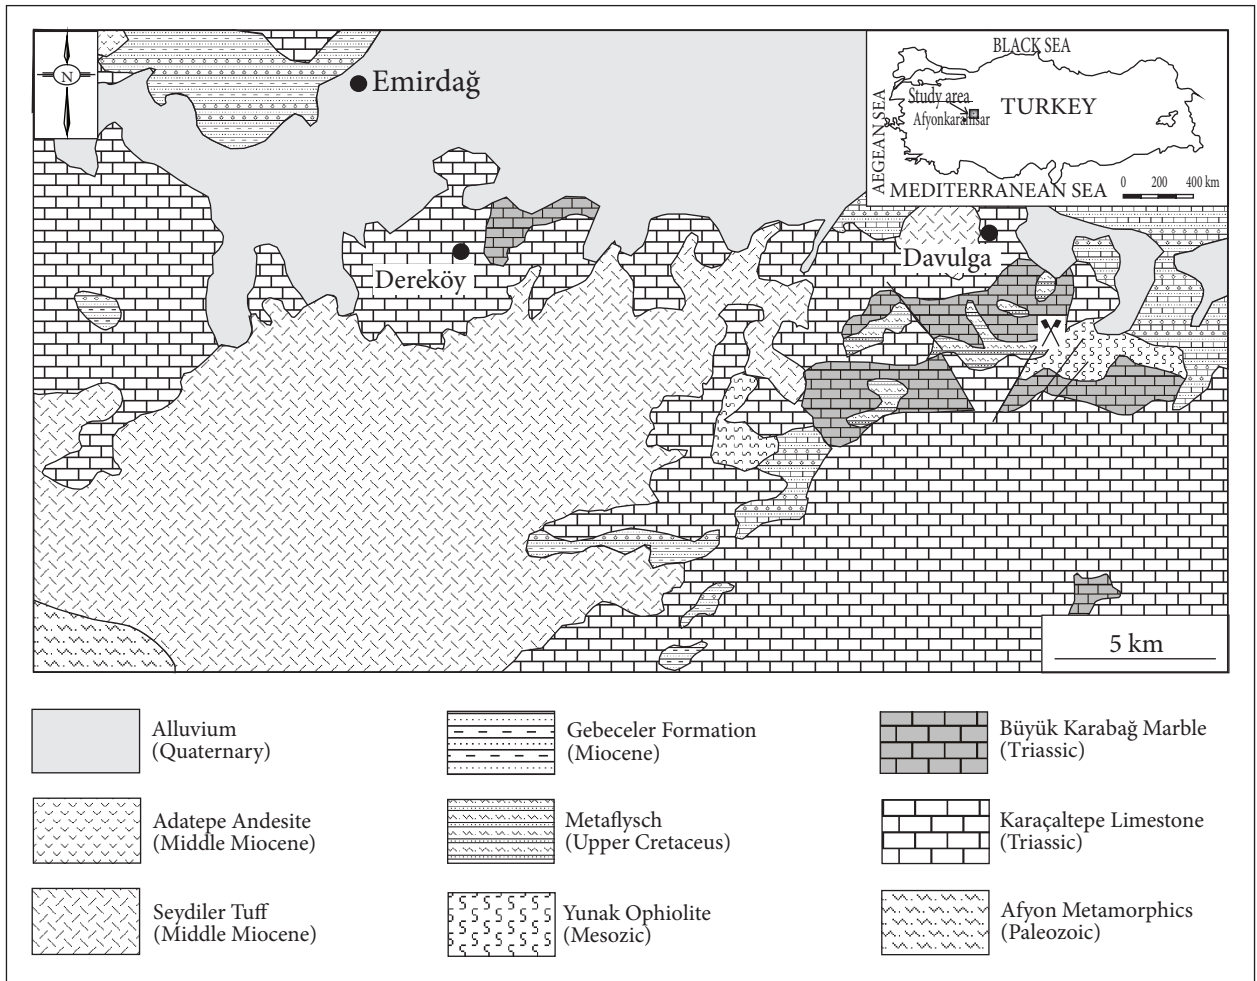 N
Emirdağ
BLACK SEA
Study area
Afyonkarahisar
TURKEY
AEGEAN SEA
MEDITERRANEAN SEA
0 200 400 km
Dereköy
Davulga
5 km
Alluvium
(Quaternary)
Adatepe Andesite
(Middle Miocene)
Seydiler Tuff
(Middle Miocene)
Gebeceler Formation
(Miocene)
Metaflysch
(Upper Cretaceus)
Yunak Ophiolite
(Mesozic)
Büyük Karabağ Marble
(Triassic)
Karaçaltepe Limestone
(Triassic)
Afyon Metamorphics
(Paleozoic)